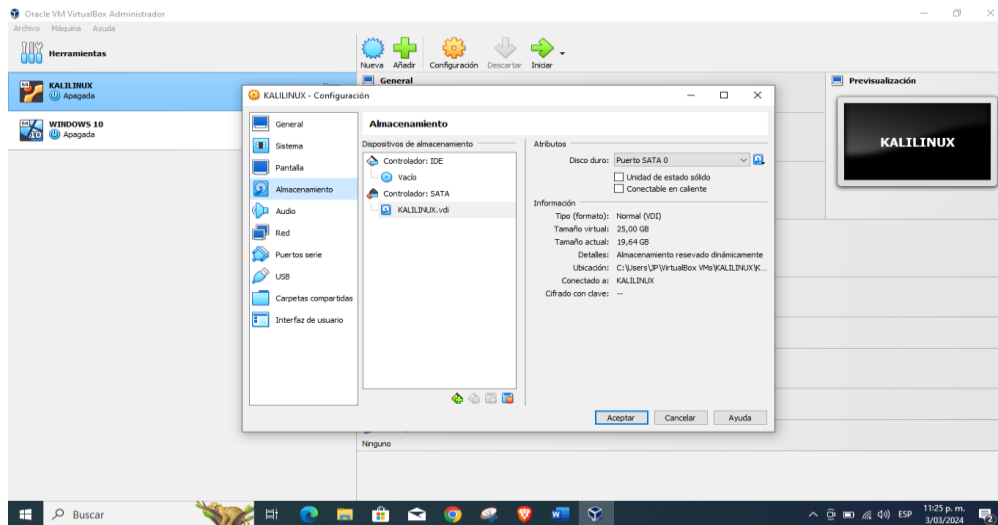 Oracle VM VirtualBox Administrador
Archivo Máquina Ayuda
Herramientas
Nueva Añadir Configuración Descartar Iniciar
KALILINUX
Apagada
WINDOWS 10
Apagada
General
Previsualización
KALILINUX
KALILINUX - Configuración
General
Sistema
Pantalla
Almacenamiento
Audio
Red
Puertos serie
USB
Carpetas compartidas
Interfaz de usuario
Almacenamiento
Dispositivos de almacenamiento
Controlador: IDE
Vacío
Controlador: SATA
KALILINUX.vdi
Atributos
Disco duro: Puerto SATA 0
Unidad de estado sólido
Conectable en caliente
Información
Tipo (formato): Normal (VDI)
Tamaño virtual: 25,00 GB
Tamaño actual: 19,64 GB
Detalles: Almacenamiento resevado dinámicamente
Ubicación: C:\Users\JP\VirtualBox VMs\KALILINUX\K...
Conectado a: KALILINUX
Cifrado con clave: --
Aceptar Cancelar Ayuda
Ninguno
Buscar
ESP
11:25 p. m.
3/03/2024